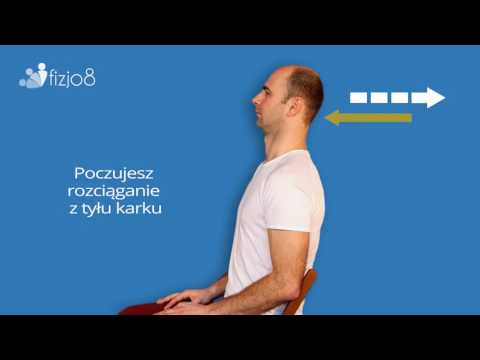 fizjo8
Poczujesz
rozciąganie
z tyłu karku